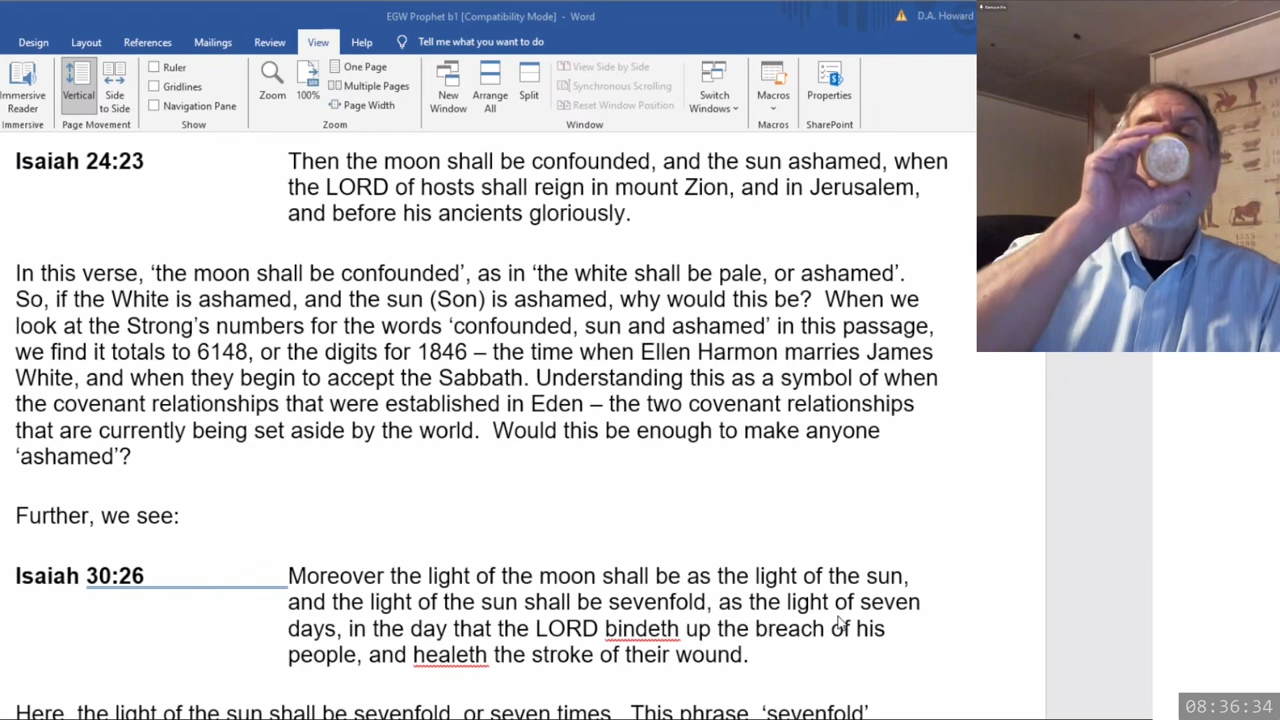 EGW Prophet b1 [Compatibility Mode] - Word
D.A. Howard
Design Layout References Mailings Review View Help Tell me what you want to do
Immersive
Reader
Immersive
Vertical
Side
to Side
Page Movement
Ruler
Gridlines
Navigation Pane
Show
Zoom
100%
One Page
Multiple Pages
Page Width
Zoom
New
Window
Arrange
All
Split
View Side by Side
Synchronous Scrolling
Reset Window Position
Switch
Windows
Window
Macros
Macros
Properties
SharePoint
Isaiah 24:23 Then the moon shall be confounded, and the sun ashamed, when
the LORD of hosts shall reign in mount Zion, and in Jerusalem,
and before his ancients gloriously.
In this verse, ‘the moon shall be confounded’, as in ‘the white shall be pale, or ashamed’.
So, if the White is ashamed, and the sun (Son) is ashamed, why would this be? When we
look at the Strong’s numbers for the words ‘confounded, sun and ashamed’ in this passage,
we find it totals to 6148, or the digits for 1846 – the time when Ellen Harmon marries James
White, and when they begin to accept the Sabbath. Understanding this as a symbol of when
the covenant relationships that were established in Eden – the two covenant relationships
that are currently being set aside by the world. Would this be enough to make anyone
‘ashamed’?
Further, we see:
Isaiah 30:26 Moreover the light of the moon shall be as the light of the sun,
and the light of the sun shall be sevenfold, as the light of seven
days, in the day that the LORD bindeth up the breach of his
people, and healeth the stroke of their wound.
Here, the light of the sun shall be sevenfold, or seven times. This phrase, ‘sevenfold’
08:36:34